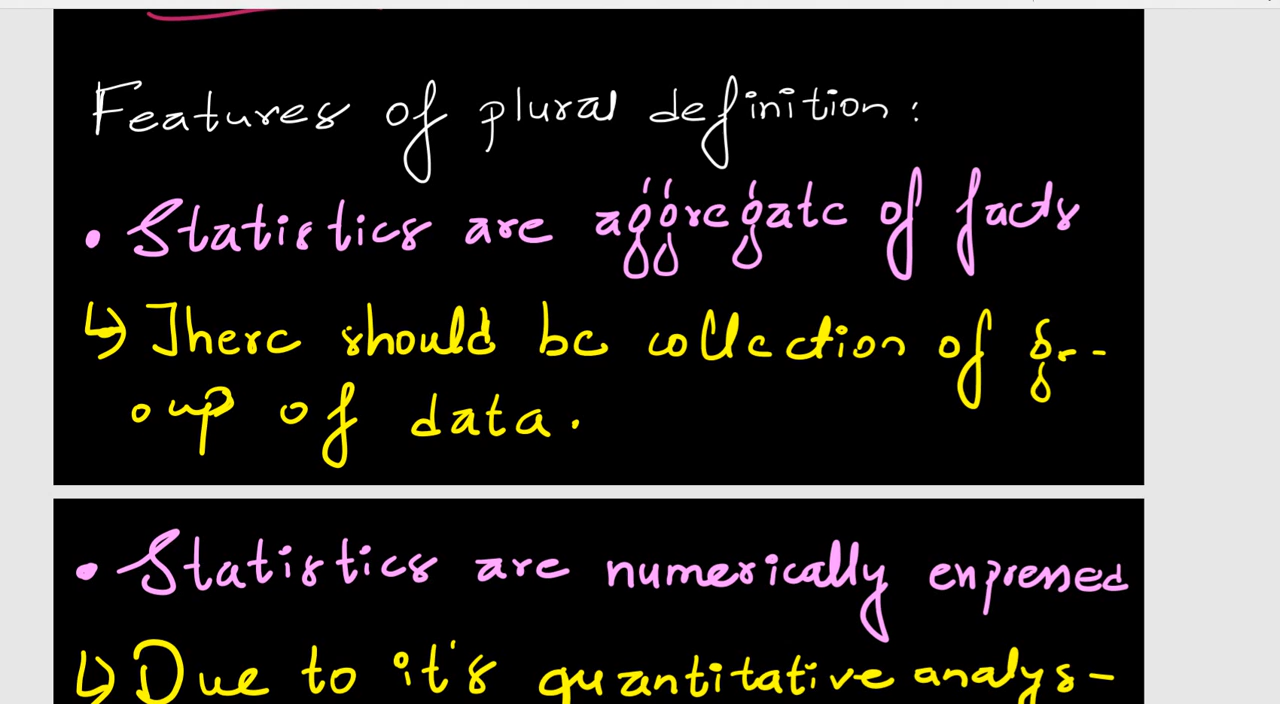 Features of plural definition:
• Statistics are aggregate of facts
↳ There should be collection of gr-
oup of data.
• Statistics are numerically expressed
↳ Due to it's quantitative analys-